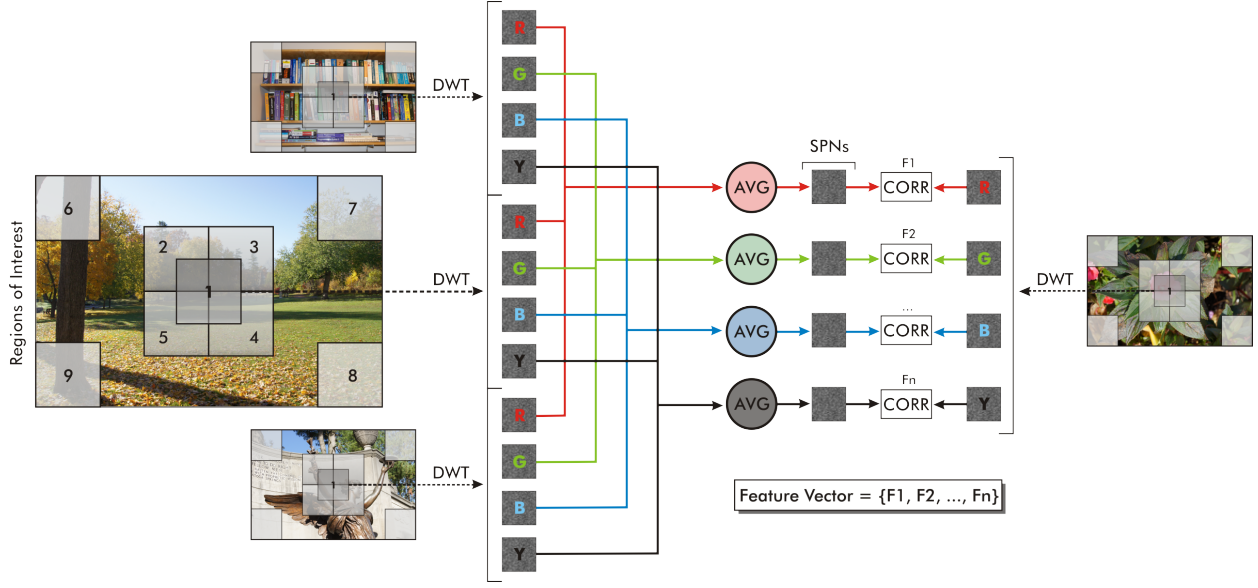 Regions of Interest
1
6
7
2
3
1
5
4
9
8
1
DWT
DWT
DWT
R
G
B
Y
R
G
B
Y
R
G
B
Y
AVG
AVG
AVG
AVG
SPNs
F1
CORR
F2
CORR
...
CORR
Fn
CORR
R
G
B
Y
DWT
1
Feature Vector = {F1, F2, ..., Fn}